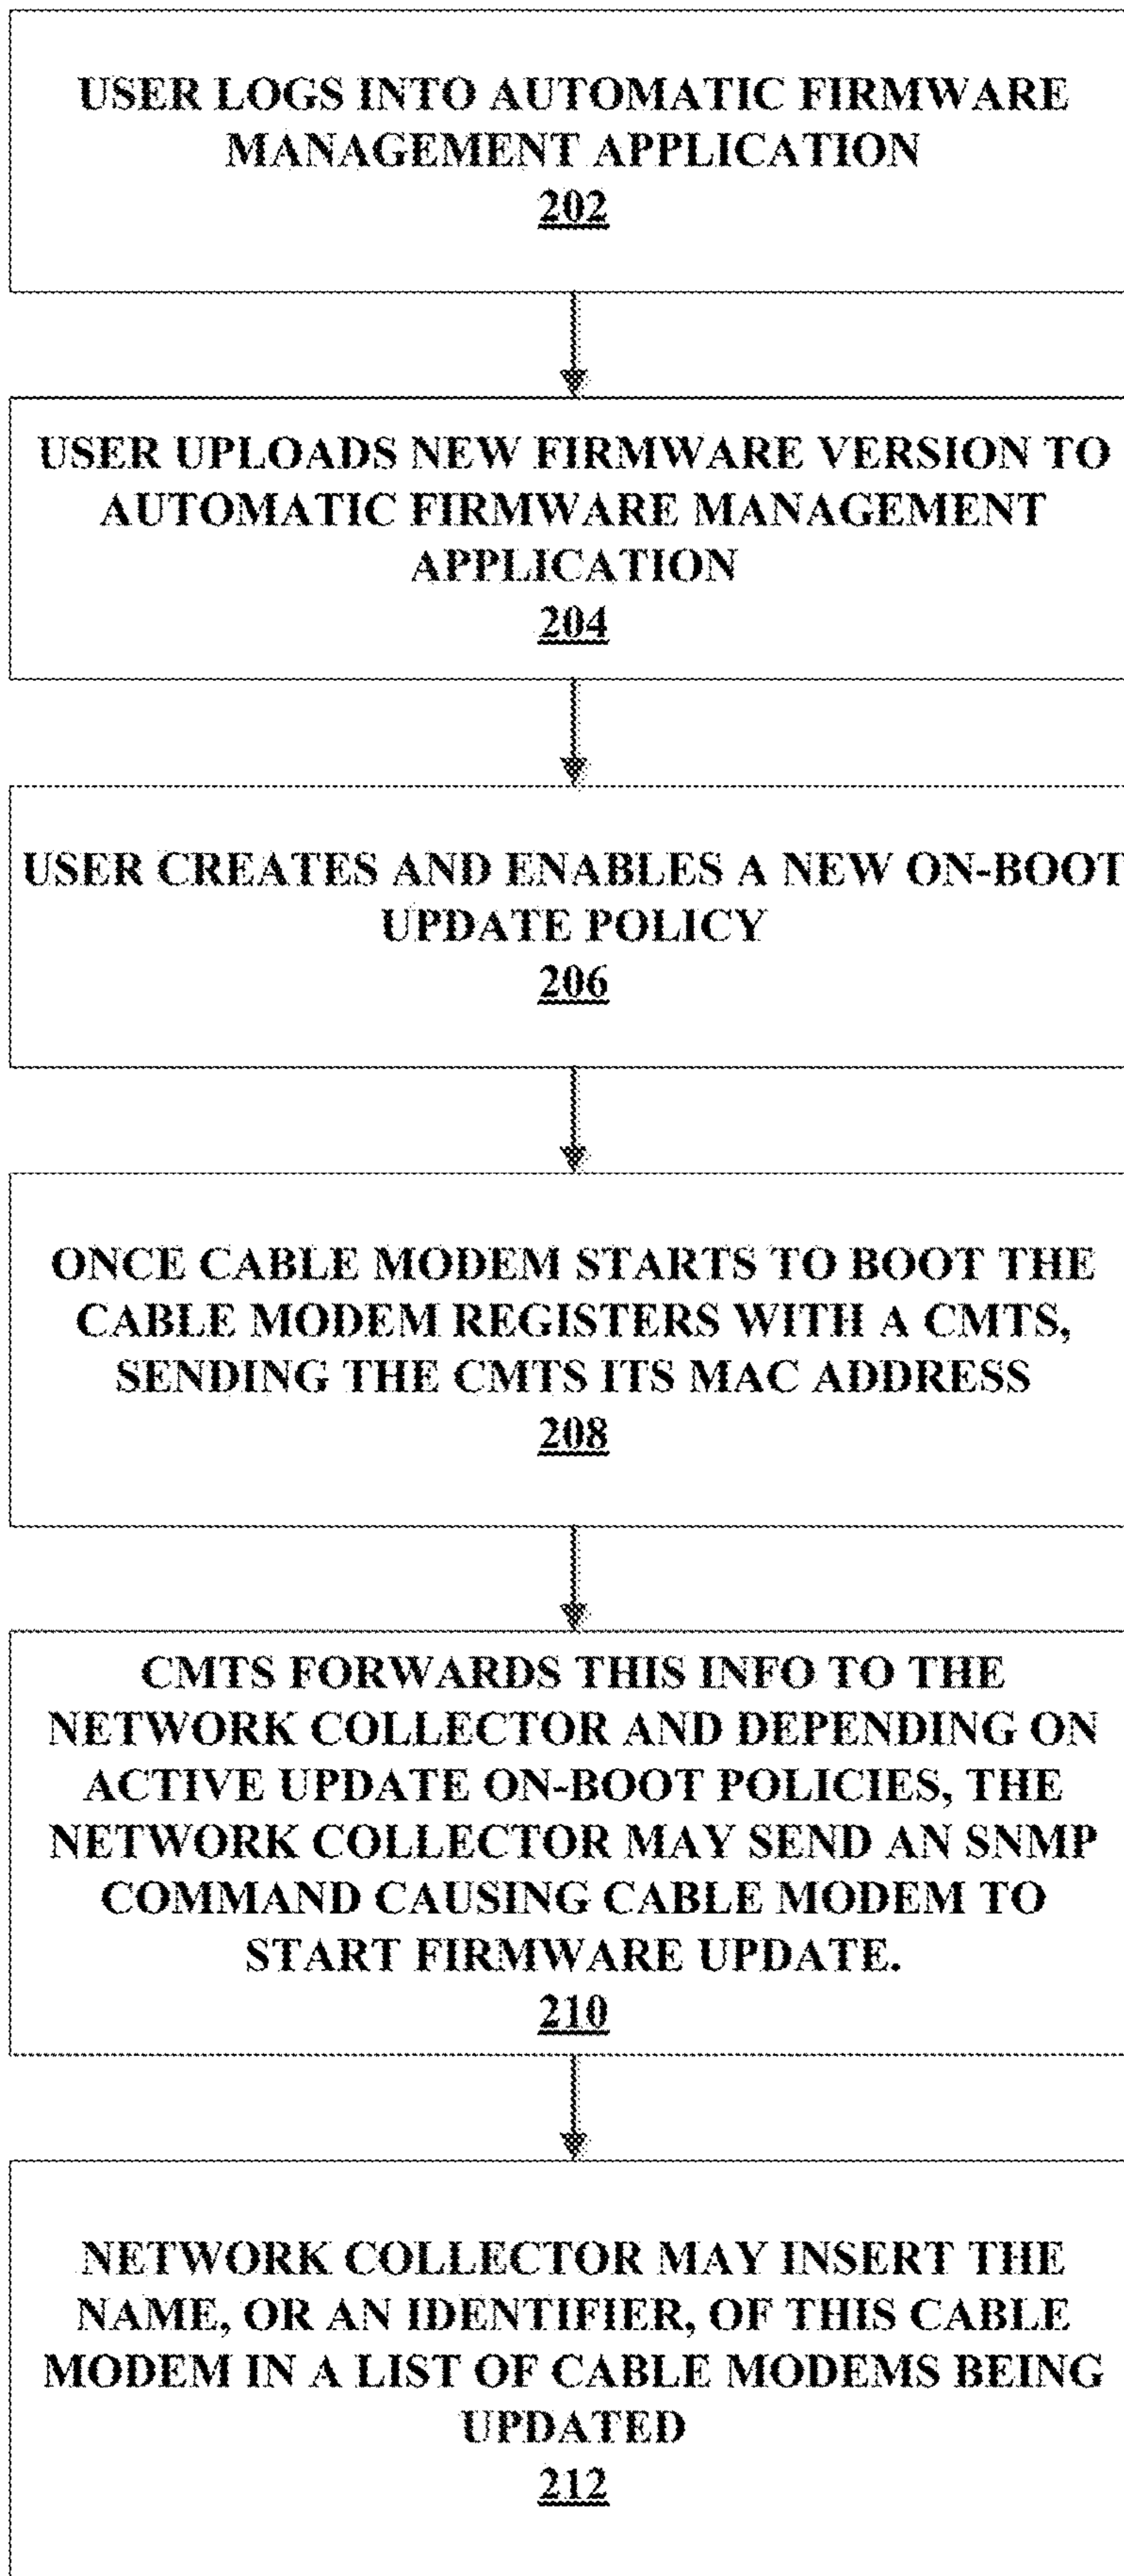 USER LOGS INTO AUTOMATIC FIRMWARE
MANAGEMENT APPLICATION
202
USER UPLOADS NEW FIRMWARE VERSION TO
AUTOMATIC FIRMWARE MANAGEMENT
APPLICATION
204
USER CREATES AND ENABLES A NEW ON-BOOT
UPDATE POLICY
206
ONCE CABLE MODEM STARTS TO BOOT THE
CABLE MODEM REGISTERS WITH A CMTS,
SENDING THE CMTS ITS MAC ADDRESS
208
CMTS FORWARDS THIS INFO TO THE
NETWORK COLLECTOR AND DEPENDING ON
ACTIVE UPDATE ON-BOOT POLICIES, THE
NETWORK COLLECTOR MAY SEND AN SNMP
COMMAND CAUSING CABLE MODEM TO
START FIRMWARE UPDATE.
210
NETWORK COLLECTOR MAY INSERT THE
NAME, OR AN IDENTIFIER, OF THIS CABLE
MODEM IN A LIST OF CABLE MODEMS BEING
UPDATED
212